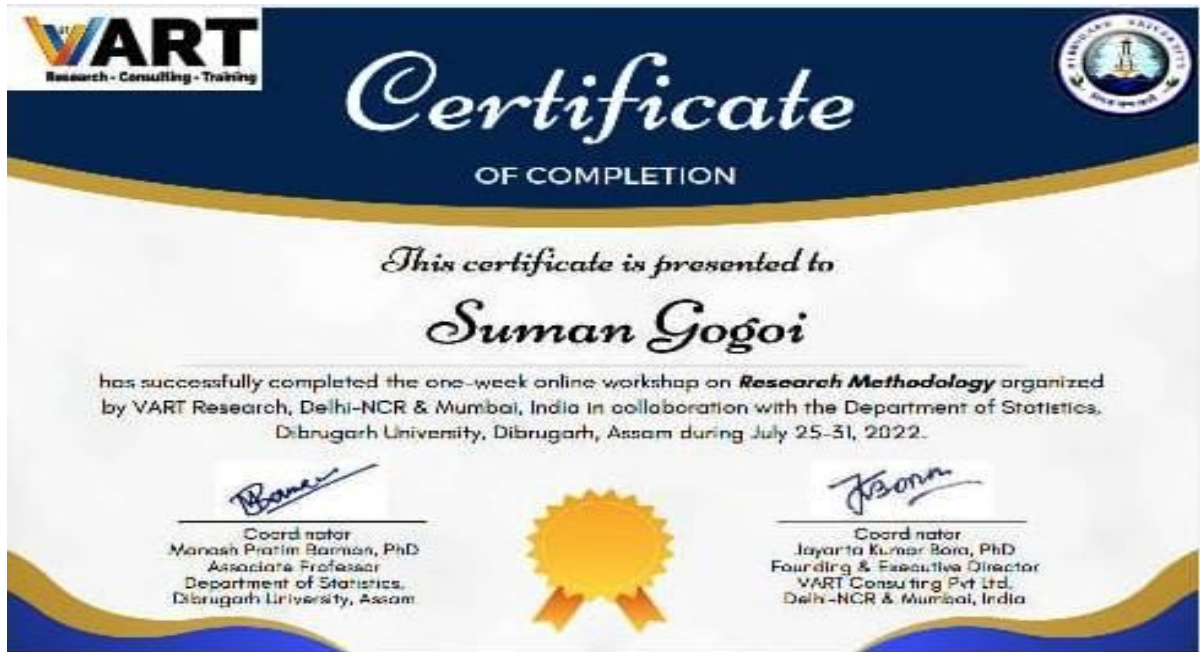 VART
Research - Consulting - Training
Certificate
OF COMPLETION
This certificate is presented to
Suman Gogoi
has successfully completed the one-week online workshop on Research Methodology organized
by VART Research, Delhi-NCR & Mumbai, India in collaboration with the Department of Statistics,
Dibrugarh University, Dibrugarh, Assam during July 25-31, 2022.
Coordinator
Manash Pratim Barman, PhD
Associate Professor
Department of Statistics,
Dibrugarh University, Assam
Coordinator
Jayanta Kumar Bora, PhD
Founding & Executive Director
VART Consulting Pvt Ltd.
Delhi-NCR & Mumbai, India
DIBRUGARH UNIVERSITY